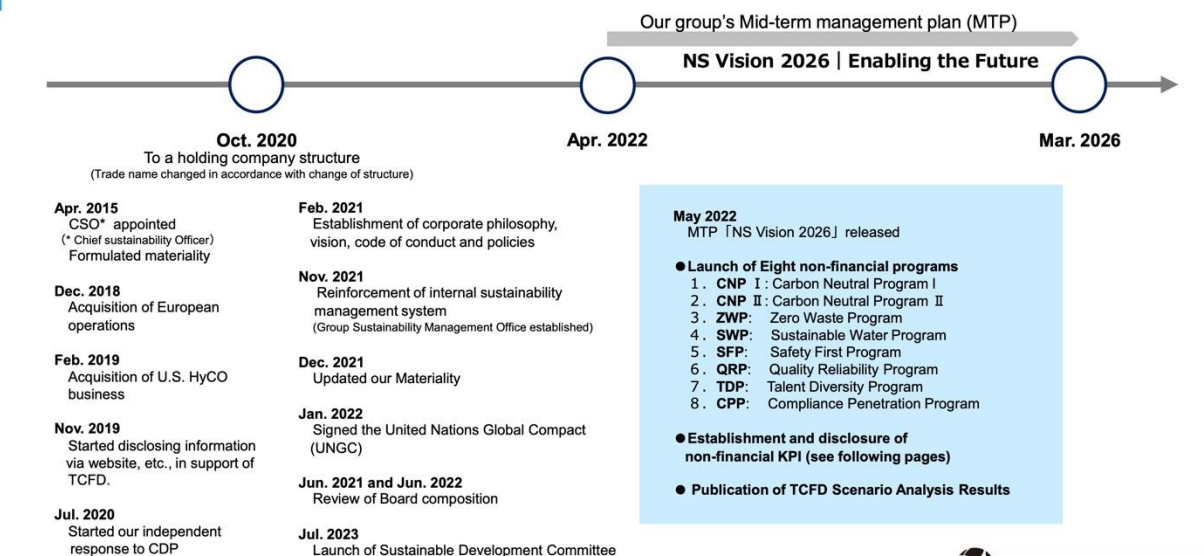 Our group's Mid-term management plan (MTP)
NS Vision 2026 | Enabling the Future
Oct. 2020
To a holding company structure
(Trade name changed in accordance with change of structure)
Apr. 2022
Mar. 2026
Apr. 2015
CSO* appointed
(* Chief sustainability Officer)
Formulated materiality
Dec. 2018
Acquisition of European
operations
Feb. 2019
Acquisition of U.S. HyCO
business
Nov. 2019
Started disclosing information
via website, etc., in support of
TCFD.
Jul. 2020
Started our independent
response to CDP
Feb. 2021
Establishment of corporate philosophy,
vision, code of conduct and policies
Nov. 2021
Reinforcement of internal sustainability
management system
(Group Sustainability Management Office established)
Dec. 2021
Updated our Materiality
Jan. 2022
Signed the United Nations Global Compact
(UNGC)
Jun. 2021 and Jun. 2022
Review of Board composition
Jul. 2023
Launch of Sustainable Development Committee
May 2022
MTP「NS Vision 2026」released
●Launch of Eight non-financial programs
1. CNP Ⅰ: Carbon Neutral Program I
2. CNP Ⅱ: Carbon Neutral Program Ⅱ
3. ZWP: Zero Waste Program
4. SWP: Sustainable Water Program
5. SFP: Safety First Program
6. QRP: Quality Reliability Program
7. TDP: Talent Diversity Program
8. CPP: Compliance Penetration Program
●Establishment and disclosure of
non-financial KPI (see following pages)
● Publication of TCFD Scenario Analysis Results